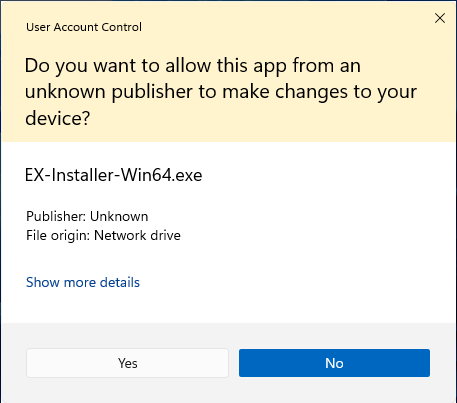 User Account Control
Do you want to allow this app from an
unknown publisher to make changes to your
device?
EX-Installer-Win64.exe
Publisher: Unknown
File origin: Network drive
Show more details
Yes
No